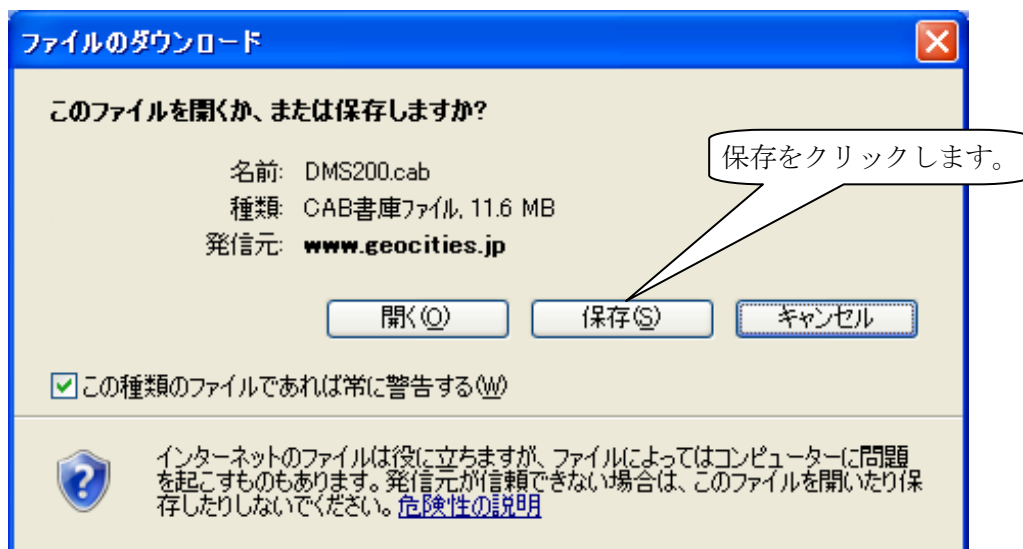 ファイルのダウンロード
このファイルを開くか、または保存しますか?
保存をクリックします。
名前: DMS200.cab
種類: CAB書庫ファイル, 11.6 MB
発信元: www.geocities.jp
開く(O) 保存(S) キャンセル
この種類のファイルであれば常に警告する(W)
インターネットのファイルは役に立ちますが、ファイルによってはコンピューターに問題
を起こすものもあります。発信元が信頼できない場合は、このファイルを開いたり保
存したりしないでください。危険性の説明